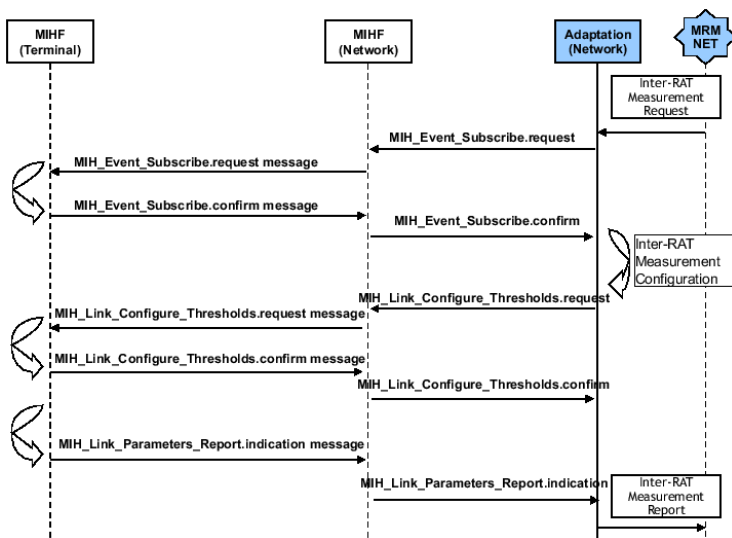 MIHF
(Terminal)
MIHF
(Network)
Adaptation
(Network)
MRM
NET
Inter-RAT
Measurement
Request
MIH_Event_Subscribe.request
MIH_Event_Subscribe.request message
MIH_Event_Subscribe.confirm message
MIH_Event_Subscribe.confirm
Inter-RAT
Measurement
Configuration
MIH_Link_Configure_Thresholds.request
MIH_Link_Configure_Thresholds.request message
MIH_Link_Configure_Thresholds.confirm message
MIH_Link_Configure_Thresholds.confirm
MIH_Link_Parameters_Report.indication message
MIH_Link_Parameters_Report.indication
Inter-RAT
Measurement
Report